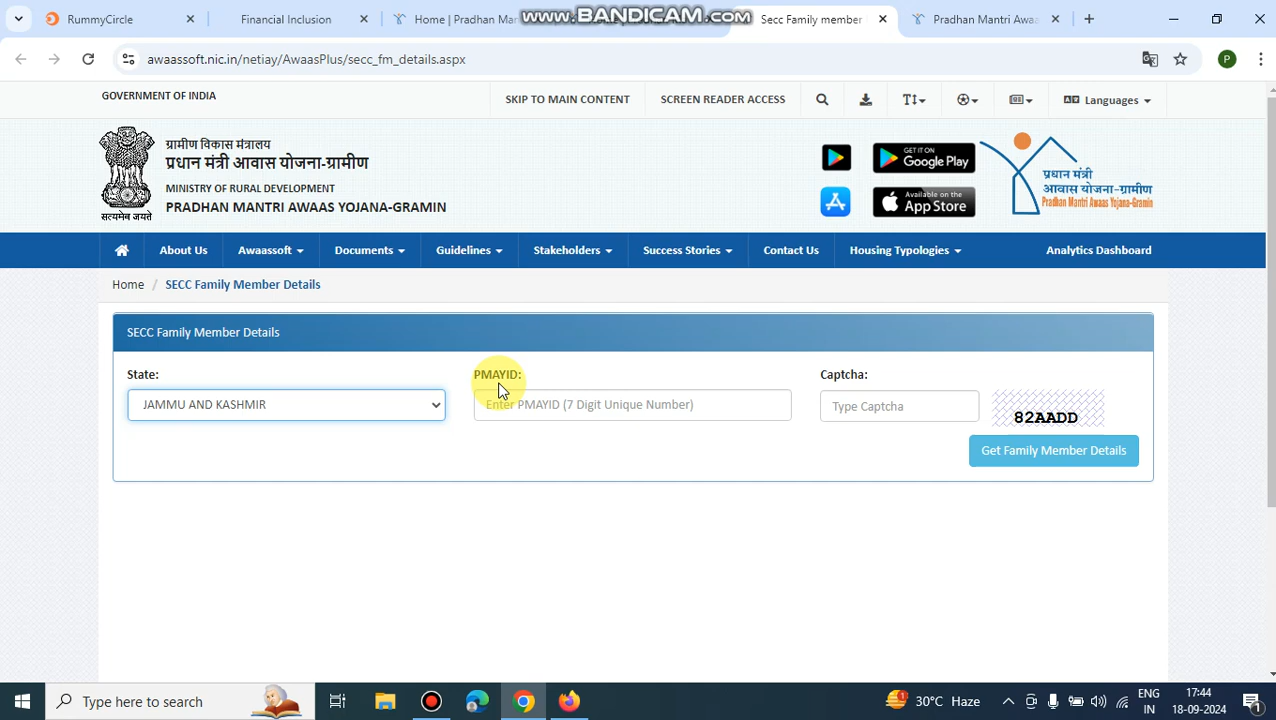 RummyCircle
Financial Inclusion
Home | Pradhan Ma
www.BANDICAM.com
Secc Family member
Pradhan Mantri Awaa
awaassoft.nic.in/netiay/AwaasPlus/secc_fm_details.aspx
P
GOVERNMENT OF INDIA
SKIP TO MAIN CONTENT
SCREEN READER ACCESS
Languages
ग्रामीण विकास मंत्रालय
प्रधान मंत्री आवास योजना-ग्रामीण
MINISTRY OF RURAL DEVELOPMENT
PRADHAN MANTRI AWAAS YOJANA-GRAMIN
सत्यमेव जयते
GET IT ON
Google Play
Available on the
App Store
प्रधान मंत्री
आवास योजना-ग्रामीण
Pradhan Mantri Awaas Yojana-Gramin
About Us
Awaassoft
Documents
Guidelines
Stakeholders
Success Stories
Contact Us
Housing Typologies
Analytics Dashboard
Home / SECC Family Member Details
SECC Family Member Details
State:
PMAYID:
Captcha:
JAMMU AND KASHMIR
Enter PMAYID (7 Digit Unique Number)
Type Captcha
82AADD
Get Family Member Details
Type here to search
1
30°C Haze
ENG
IN
17:44
18-09-2024
1